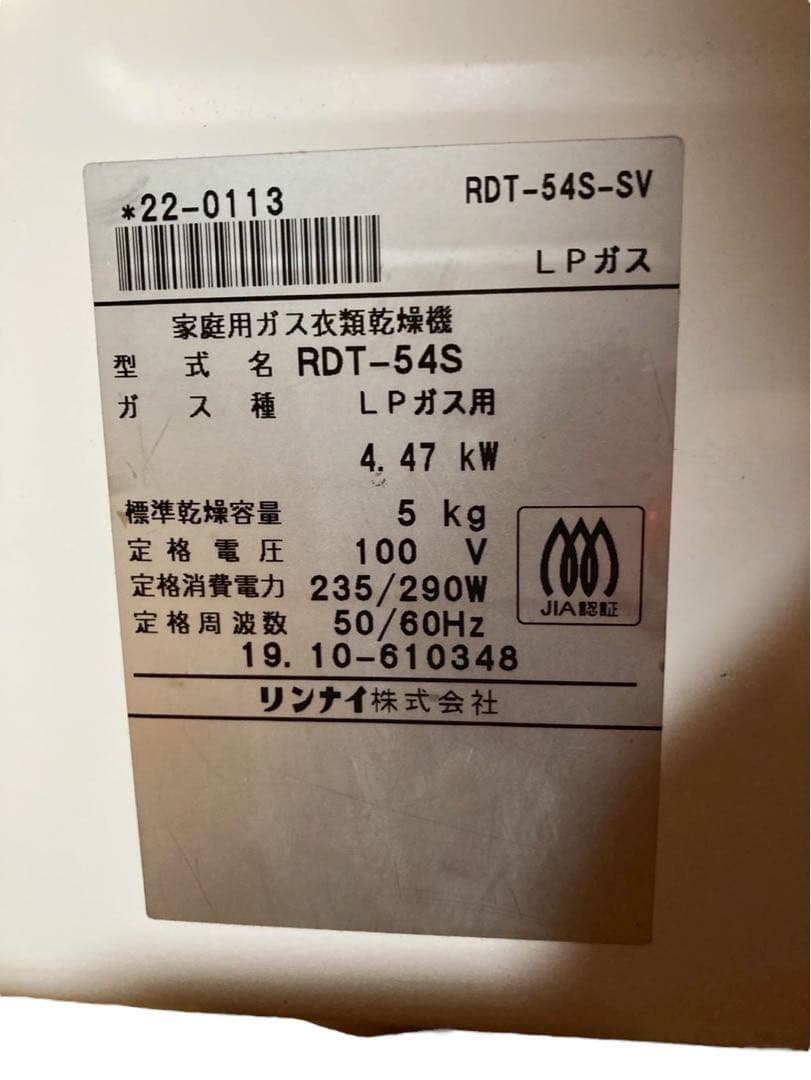 *22-0113
RDT-54S-SV
LPガス
家庭用ガス衣類乾燥機
型式名 RDT-54S
ガス種 LPガス用
4.47 kW
標準乾燥容量 5 kg
定格電圧 100 V
定格消費電力 235/290W
定格周波数 50/60Hz
JIA認証
19.10-610348
リンナイ株式会社